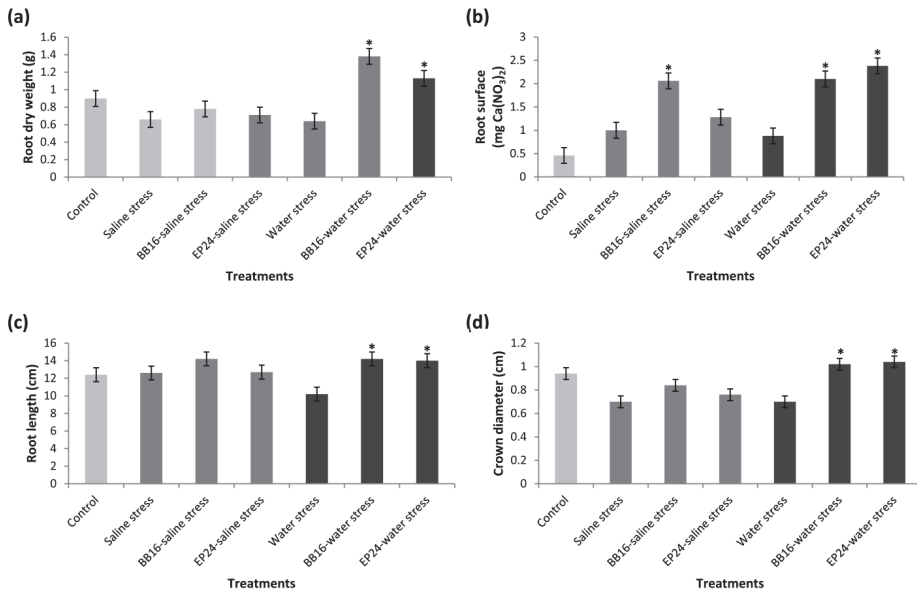 (a)
Root dry weight (g)
1.6
1.4
1.2
1
0.8
0.6
0.4
0.2
0
*
*
Control
Saline stress
BB16-saline stress
EP24-saline stress
Water stress
BB16-water stress
EP24-water stress
Treatments
(b)
Root surface
(mg Ca(NO₃)₂)
3
2.5
2
1.5
1
0.5
0
*
*
*
Control
Saline stress
BB16-saline stress
EP24-saline stress
Water stress
BB16-water stress
EP24-water stress
Treatments
(c)
Root length (cm)
16
14
12
10
8
6
4
2
0
*
*
Control
Saline stress
BB16-saline stress
EP24-saline stress
Water stress
BB16-water stress
EP24-water stress
Treatments
(d)
Crown diameter (cm)
1.2
1
0.8
0.6
0.4
0.2
0
*
*
Control
Saline stress
BB16-saline stress
EP24-saline stress
Water stress
BB16-water stress
EP24-water stress
Treatments